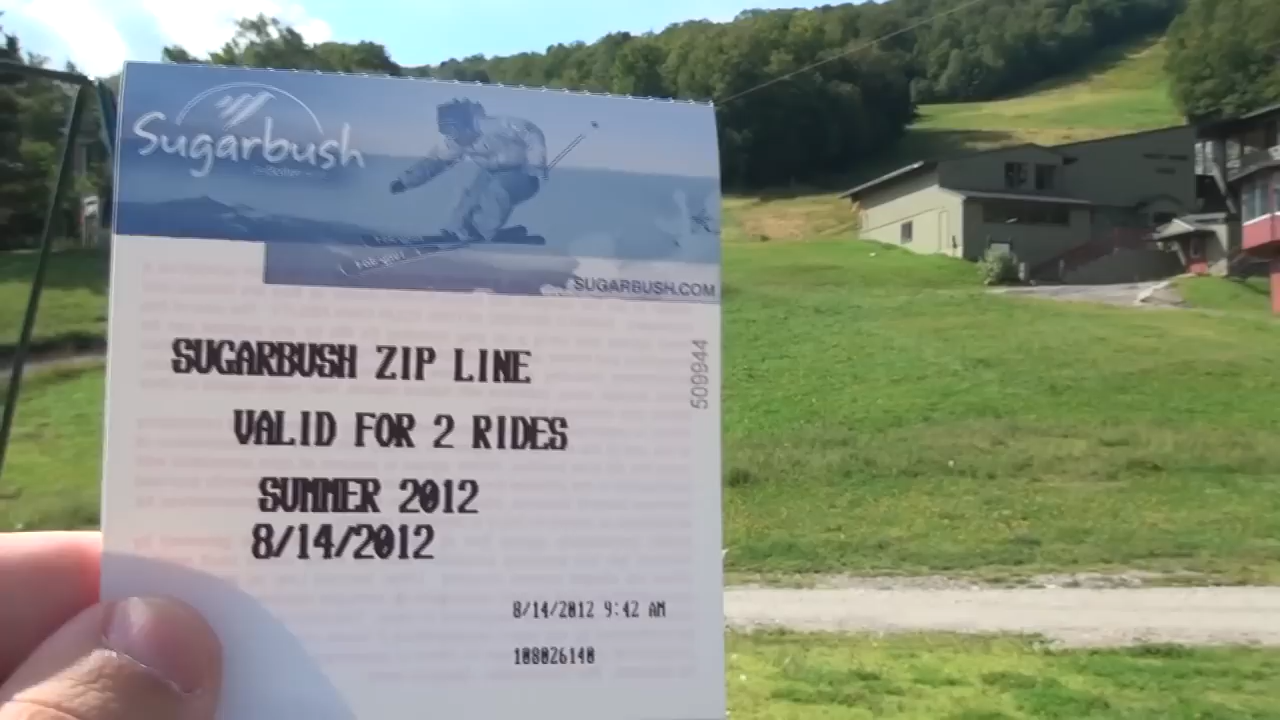 Sugarbush
SUGARBUSH.COM
SUGARBUSH ZIP LINE
509944
VALID FOR 2 RIDES
SUMMER 2012
8/14/2012
8/14/2012 9:42 AM
108026140